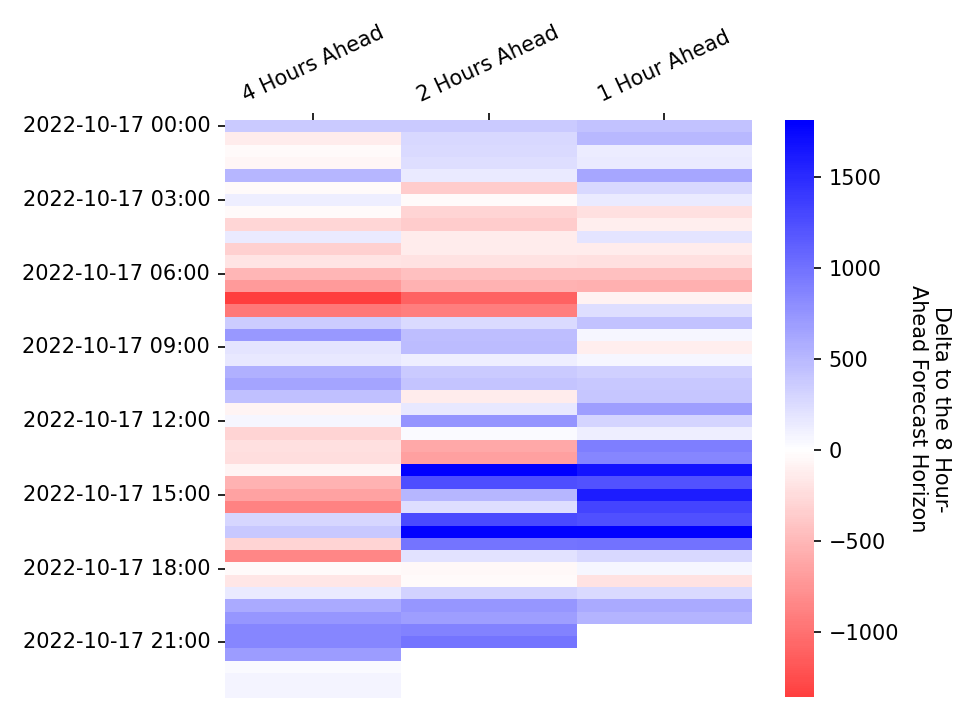 4 Hours Ahead
2 Hours Ahead
1 Hour Ahead
2022-10-17 00:00
2022-10-17 03:00
2022-10-17 06:00
2022-10-17 09:00
2022-10-17 12:00
2022-10-17 15:00
2022-10-17 18:00
2022-10-17 21:00
1500
1000
500
0
−500
−1000
Delta to the 8 Hour-
Ahead Forecast Horizon